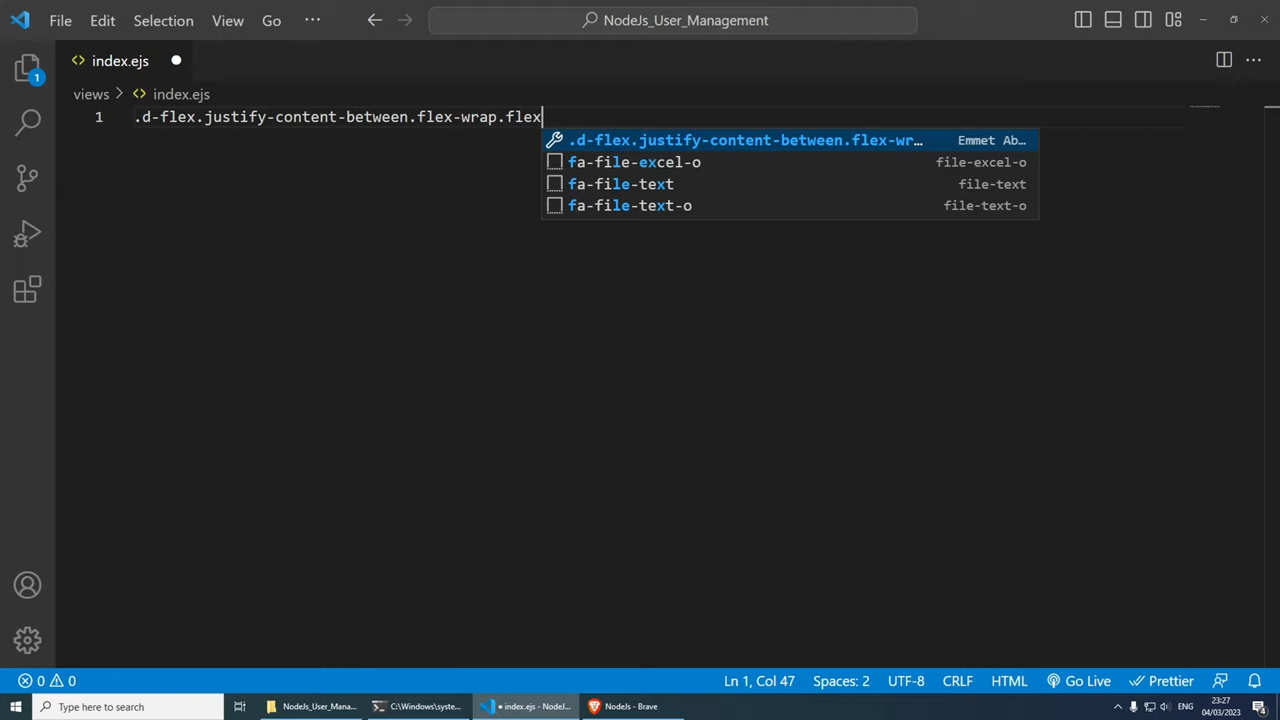 File Edit Selection View Go ··· NodeJs_User_Management
index.ejs
views > index.ejs
1 .d-flex.justify-content-between.flex-wrap.flex
.d-flex.justify-content-between.flex-wr… Emmet Ab…
fa-file-excel-o file-excel-o
fa-file-text file-text
fa-file-text-o file-text-o
1
0 0 Ln 1, Col 47 Spaces: 2 UTF-8 CRLF HTML Go Live Prettier
Type here to search NodeJs_User_Mana... C:\Windows\syste... • index.ejs - NodeJ... NodeJs - Brave ENG 23:27
04/03/2023 4